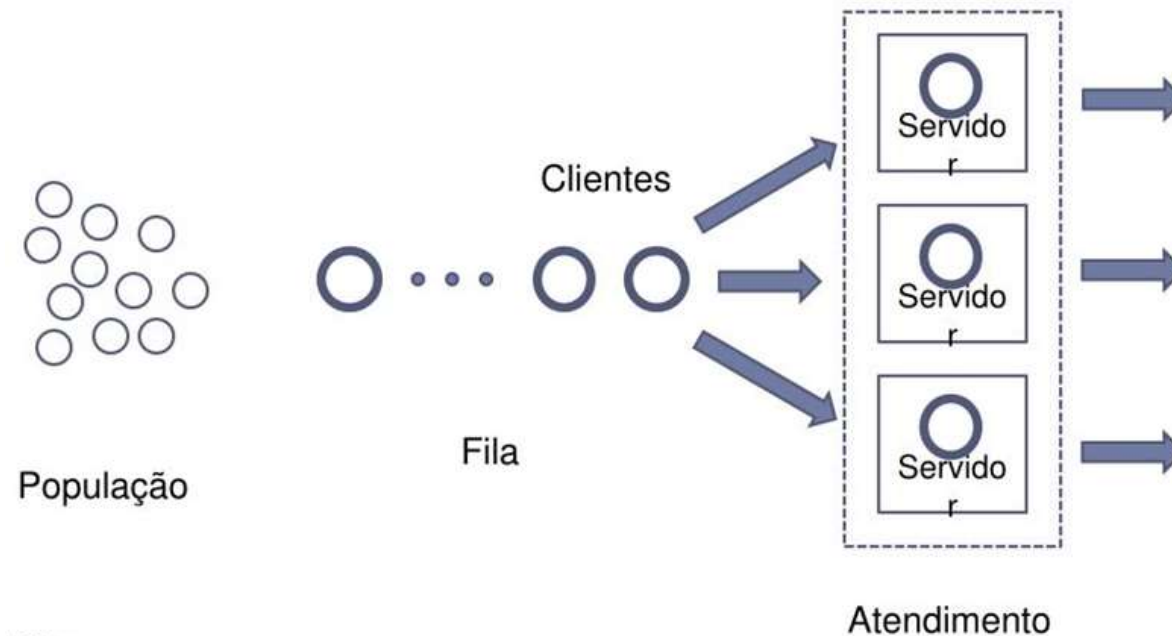 Clientes
Servido
r
Servido
r
Servido
r
Fila
População
Atendimento